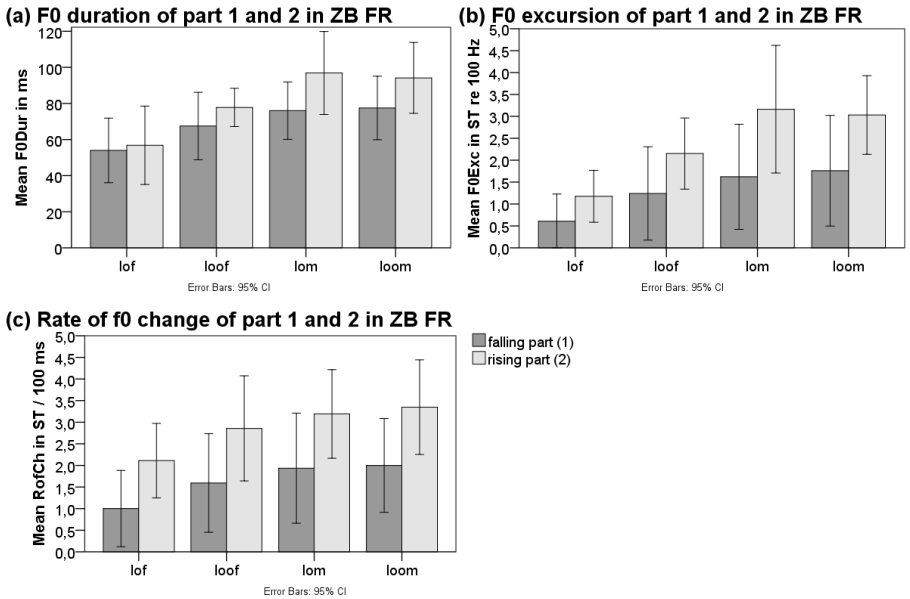 (a) F0 duration of part 1 and 2 in ZB FR
Mean F0Dur in ms
120
100
80
60
40
20
0
lof loof lom loom
Error Bars: 95% CI
(b) F0 excursion of part 1 and 2 in ZB FR
Mean F0Exc in ST re 100 Hz
5,0
4,5
4,0
3,5
3,0
2,5
2,0
1,5
1,0
0,5
0,0
lof loof lom loom
Error Bars: 95% CI
(c) Rate of f0 change of part 1 and 2 in ZB FR
Mean RofCh in ST / 100 ms
5,0
4,5
4,0
3,5
3,0
2,5
2,0
1,5
1,0
0,5
0,0
lof loof lom loom
Error Bars: 95% CI
falling part (1)
rising part (2)